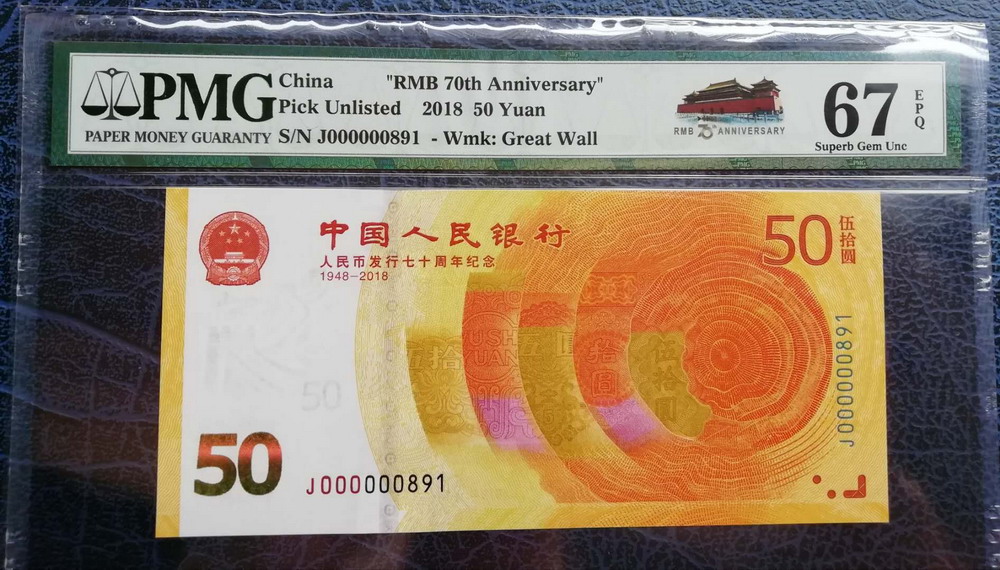 PMG
PAPER MONEY GUARANTY
China "RMB 70th Anniversary"
Pick Unlisted 2018 50 Yuan
S/N J000000891 - Wmk: Great Wall
RMB 70 ANNIVERSARY
67
EPQ
Superb Gem Unc
中国人民银行
人民币发行七十周年纪念
1948-2018
50
伍拾圆
50
50
J000000891
J000000891